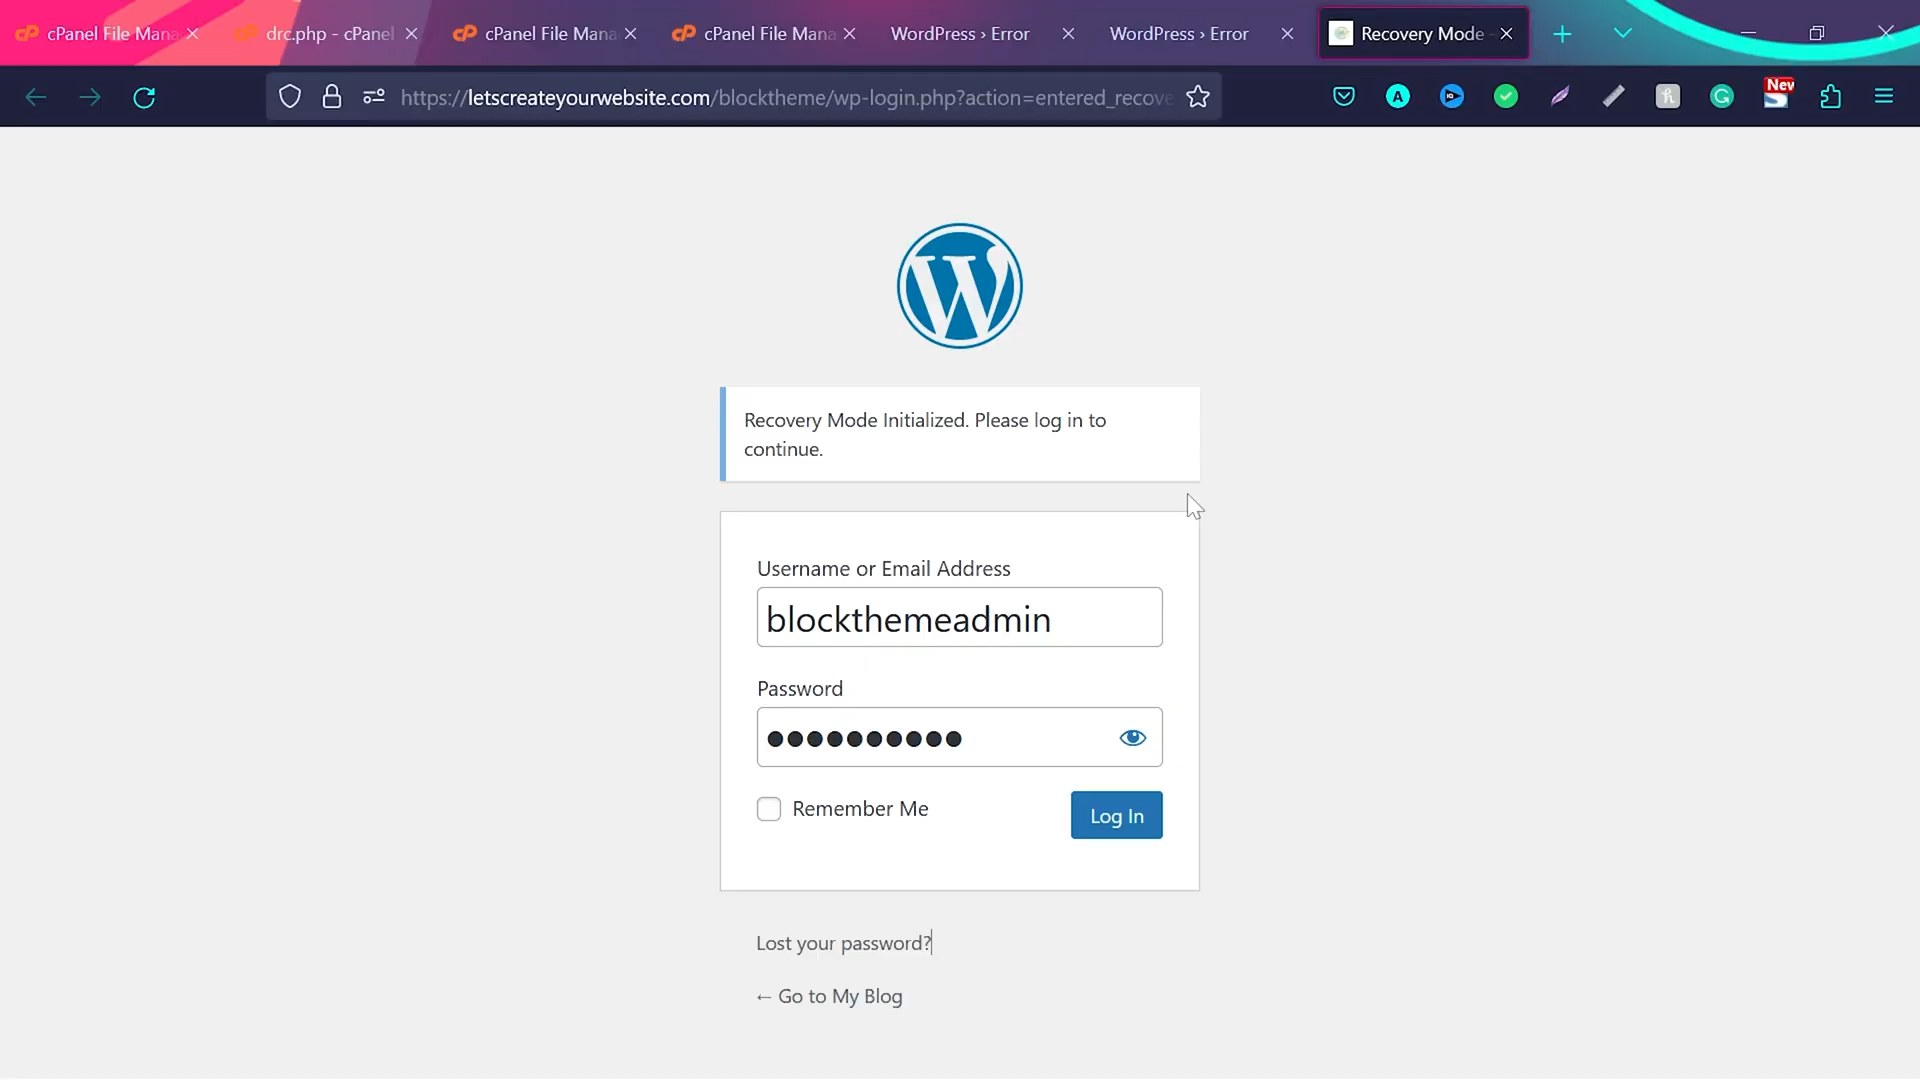 cPanel File Mana
drc.php - cPanel
cPanel File Mana
cPanel File Mana
WordPress › Error
WordPress › Error
Recovery Mode -
https://letscreateyourwebsite.com/blocktheme/wp-login.php?action=entered_recove
New
Recovery Mode Initialized. Please log in to
continue.
Username or Email Address
blockthemeadmin
Password
Remember Me
Log In
Lost your password?
← Go to My Blog